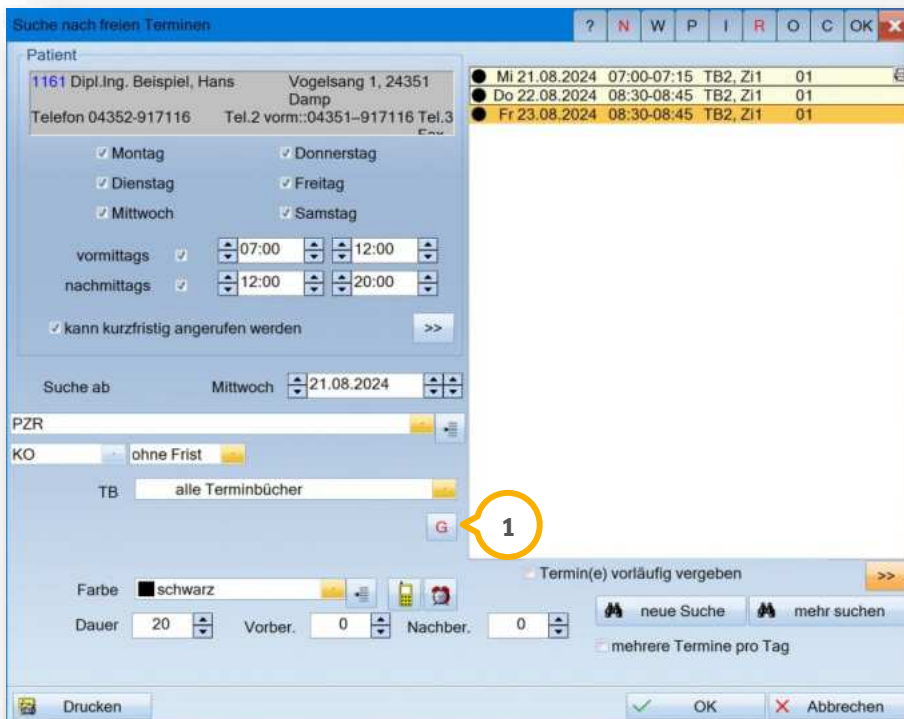 Suche nach freien Terminen ? N W P I R O C OK
Patient
1161 Dipl.Ing. Beispiel, Hans Vogelsang 1, 24351
Damp
Telefon 04352-917116 Tel.2 vorm::04351–917116 Tel.3
Montag Donnerstag
Dienstag Freitag
Mittwoch Samstag
vormittags 07:00 12:00
nachmittags 12:00 20:00
kann kurzfristig angerufen werden >>
Suche ab Mittwoch 21.08.2024
PZR
KO ohne Frist
TB alle Terminbücher
G 1
Farbe schwarz
Dauer 20 Vorber. 0 Nachber. 0
Mi 21.08.2024 07:00-07:15 TB2, Zi1 01
Do 22.08.2024 08:30-08:45 TB2, Zi1 01
Fr 23.08.2024 08:30-08:45 TB2, Zi1 01
Termin(e) vorläufig vergeben >>
neue Suche mehr suchen
mehrere Termine pro Tag
Drucken OK Abbrechen